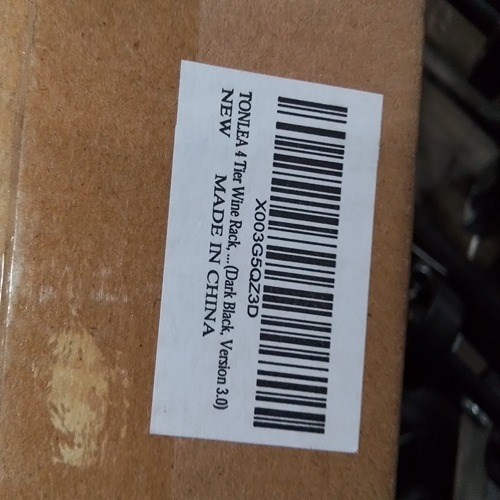 X003G5QZ3D
TONLEA 4 Tier Wine Rack, ... (Dark Black, Version 3.0)
NEW MADE IN CHINA